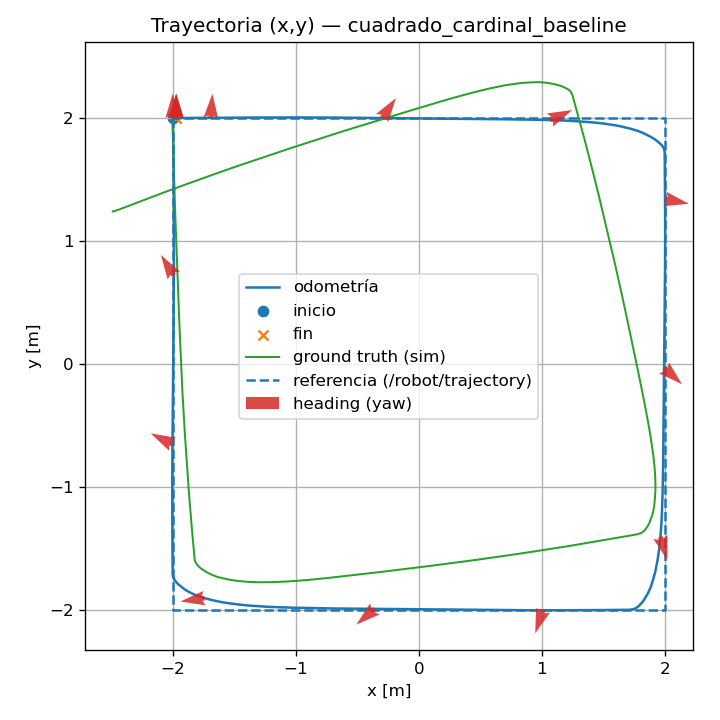 Trayectoria (x,y) — cuadrado_cardinal_baseline
y [m]
2
1
0
−1
−2
odometría
inicio
fin
ground truth (sim)
referencia (/robot/trajectory)
heading (yaw)
−2
−1
0
1
2
x [m]